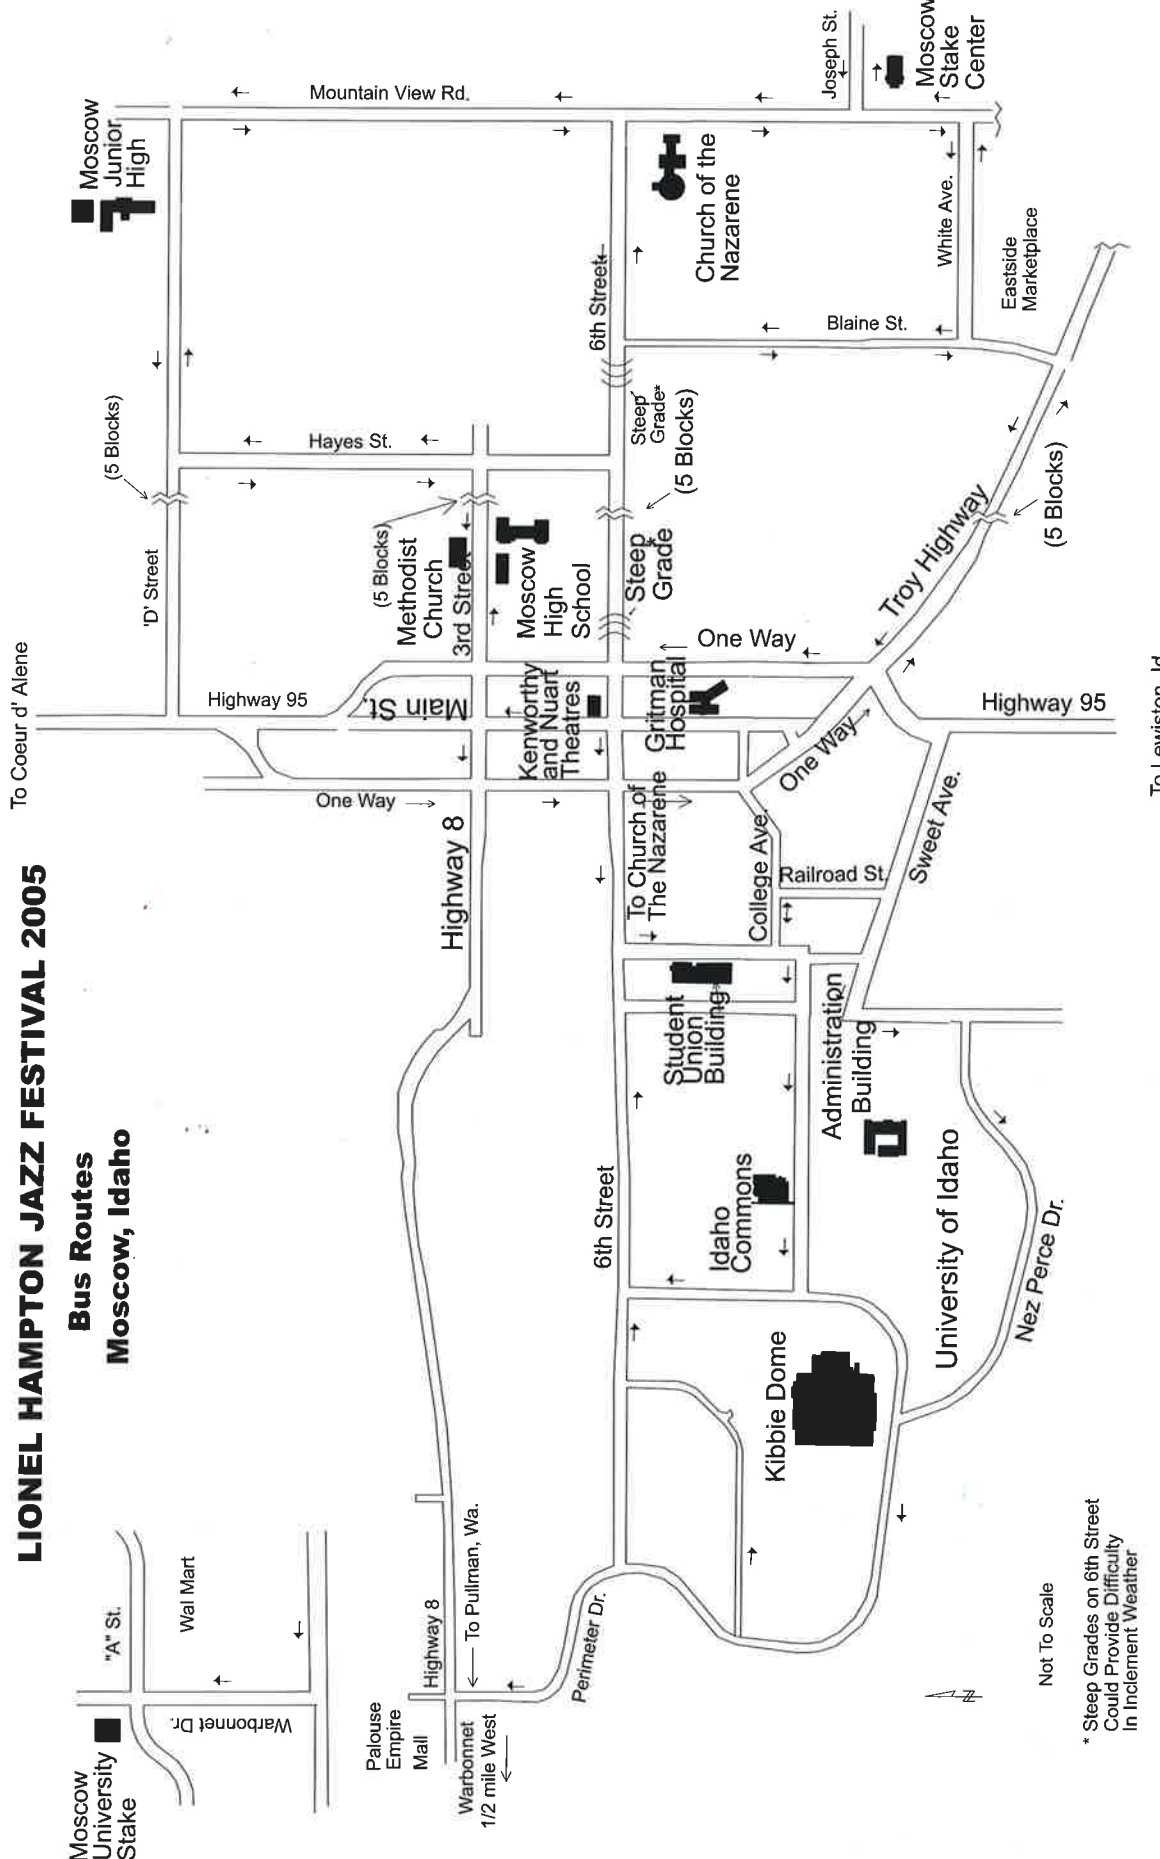 LIONEL HAMPTON JAZZ FESTIVAL 2005
Bus Routes
Moscow, Idaho
To Coeur d' Alene
Moscow
University
Stake
"A" St.
Wal Mart
Warbonnet Dr.
Palouse
Empire
Mall
Highway 8
To Pullman, Wa.
Warbonnet
1/2 mile West
Perimeter Dr.
6th Street
Kibbie Dome
Idaho
Commons
Student
Union
Building
Administration
Building
University of Idaho
Nez Perce Dr.
Highway 8
One Way
To Church of
The Nazarene
College Ave.
Railroad St.
Sweet Ave.
One Way
Highway 95
Main St.
Kenworthy
and Nuart
Theatres
Gritman
Hospital
One Way
Highway 95
'D' Street
(5 Blocks)
(5 Blocks)
Methodist
Church
3rd Street
Moscow
High
School
Steep
Grade*
(5 Blocks)
Steep
Grade*
Hayes St.
6th Street
Troy Highway
(5 Blocks)
Blaine St.
White Ave.
Eastside
Marketplace
Church of the
Nazarene
Moscow
Junior
High
Mountain View Rd.
Joseph St.
Moscow
Stake
Center
To Lewiston, Id
Not To Scale
* Steep Grades on 6th Street
Could Provide Difficulty
In Inclement Weather
N